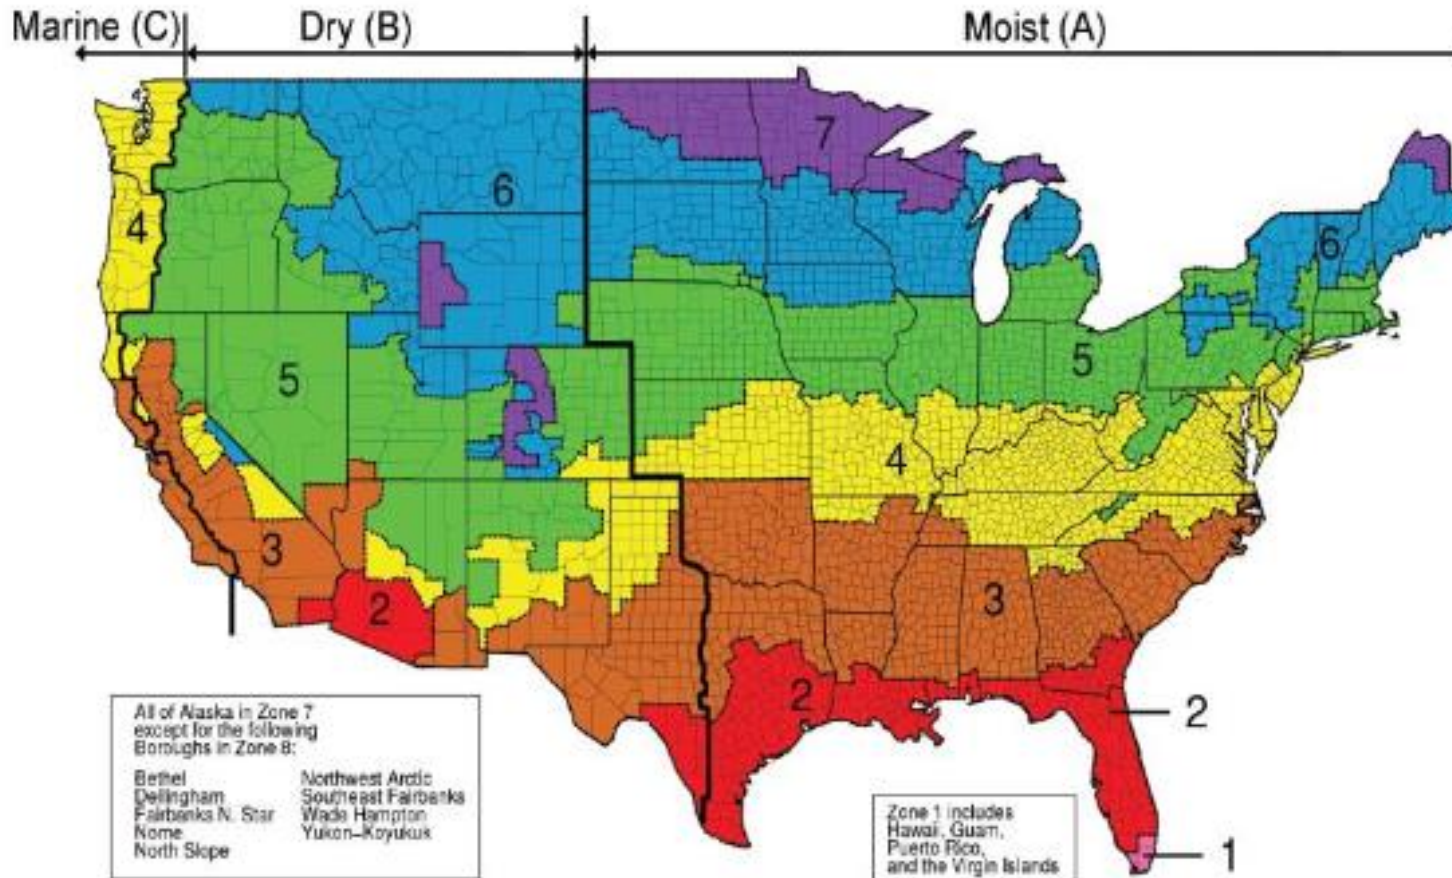 Marine (C) Dry (B) Moist (A)
7
6
4
6
5
5
4
3
3
2
2
2
1
All of Alaska in Zone 7
except for the following
Boroughs in Zone 8:
Bethel Northwest Arctic
Dellingham Southeast Fairbanks
Fairbanks N. Star Wade Hampton
Nome Yukon-Koyukuk
North Slope
Zone 1 includes
Hawaii, Guam,
Puerto Rico,
and the Virgin Islands